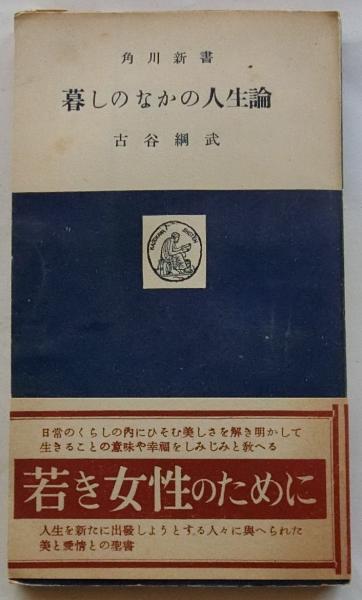 角川新書
暮しのなかの人生論
古谷綱武
KADOKAWA SHOTEN
日常のくらしの内にひそむ美しさを解き明かして
生きることの意味や幸福をしみじみと敎へる
若き女性のために
人生を新たに出發しようとする人々に與へられた
美と愛情との聖書